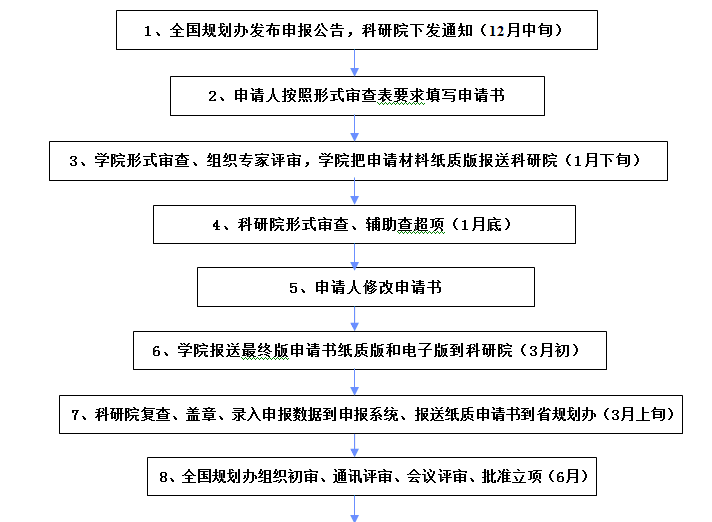 1、全国规划办发布申报公告，科研院下发通知（12月中旬）
2、申请人按照形式审查表要求填写申请书
3、学院形式审查、组织专家评审，学院把申请材料纸质版报送科研院（1月下旬）
4、科研院形式审查、辅助查超项（1月底）
5、申请人修改申请书
6、学院报送最终版申请书纸质版和电子版到科研院（3月初）
7、科研院复查、盖章、录入申报数据到申报系统、报送纸质申请书到省规划办（3月上旬）
8、全国规划办组织初审、通讯评审、会议评审、批准立项（6月）